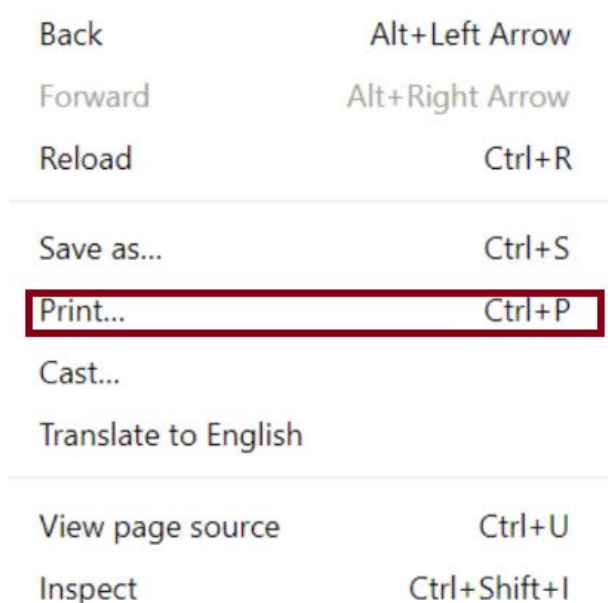 Back Alt+Left Arrow
Forward Alt+Right Arrow
Reload Ctrl+R
Save as... Ctrl+S
Print... Ctrl+P
Cast...
Translate to English
View page source Ctrl+U
Inspect Ctrl+Shift+I